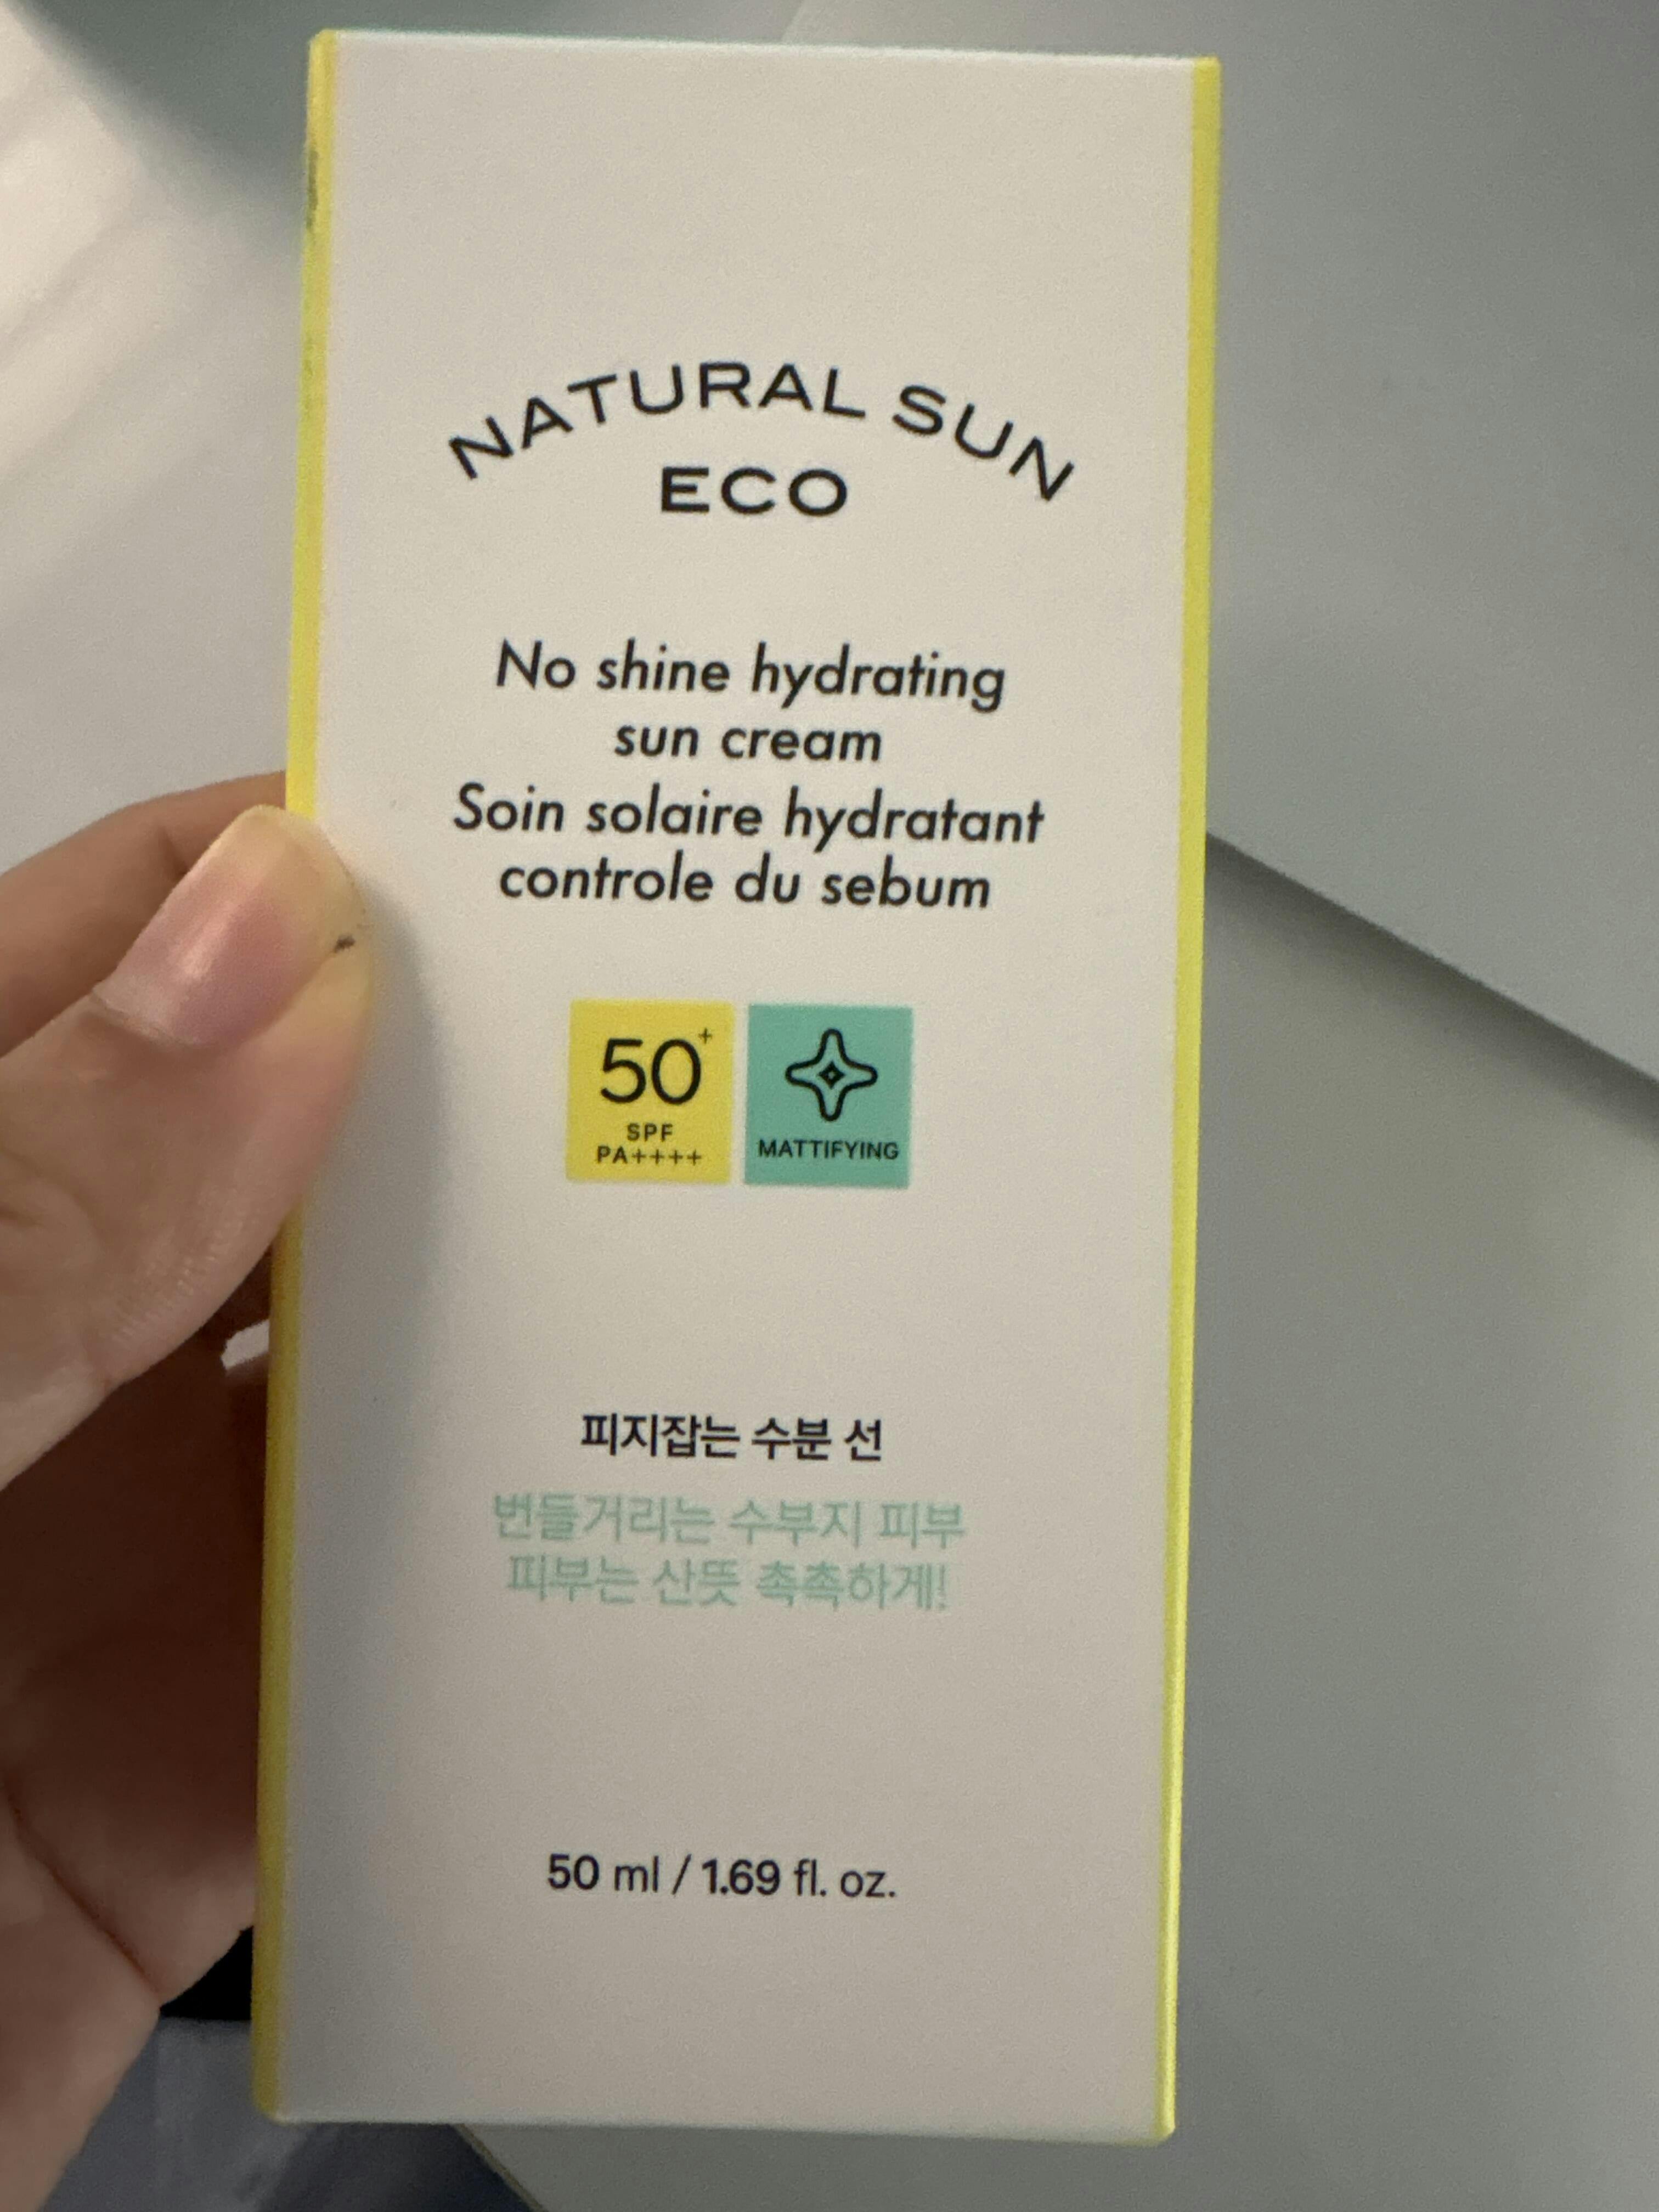 NATURAL SUN
ECO
No shine hydrating
sun cream
Soin solaire hydratant
controle du sebum
50+
SPF
PA++++
MATTIFYING
피지잡는 수분 선
번들거리는 수부지 피부
피부는 산뜻 촉촉하게!
50 ml / 1.69 fl. oz.